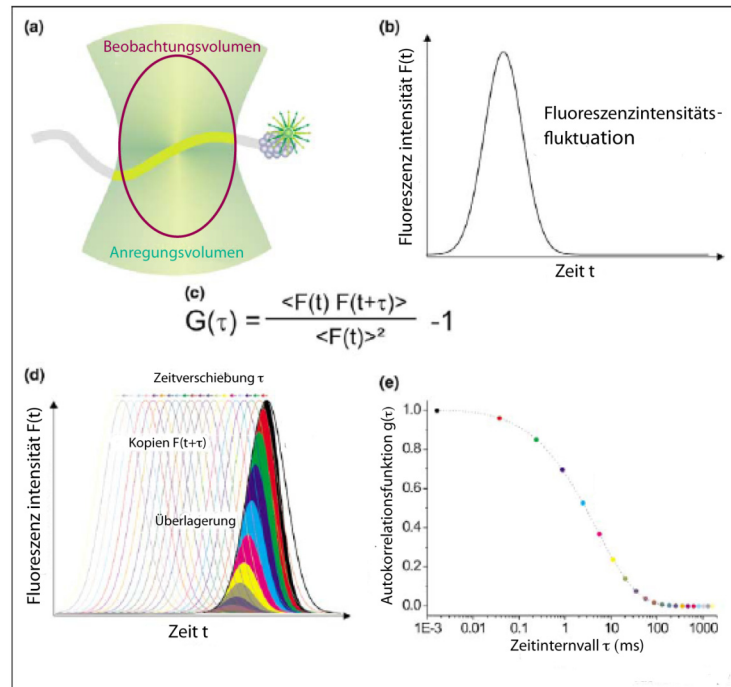 (a)
Beobachtungsvolumen
Anregungsvolumen
(b)
Fluoreszenz intensität F(t)
Fluoreszenzintensitäts-
fluktuation
Zeit t
(c)
G(τ) = <F(t) F(t+τ)> / <F(t)>² -1
(d)
Zeitverschiebung τ
Fluoreszenz intensität F(t)
Kopien F(t+τ)
Überlagerung
Zeit t
(e)
Autokorrelationsfunktion g(τ)
1.0
0.8
0.6
0.4
0.2
0.0
1E-3 0.01 0.1 1 10 100 1000
Zeitinternvall τ (ms)